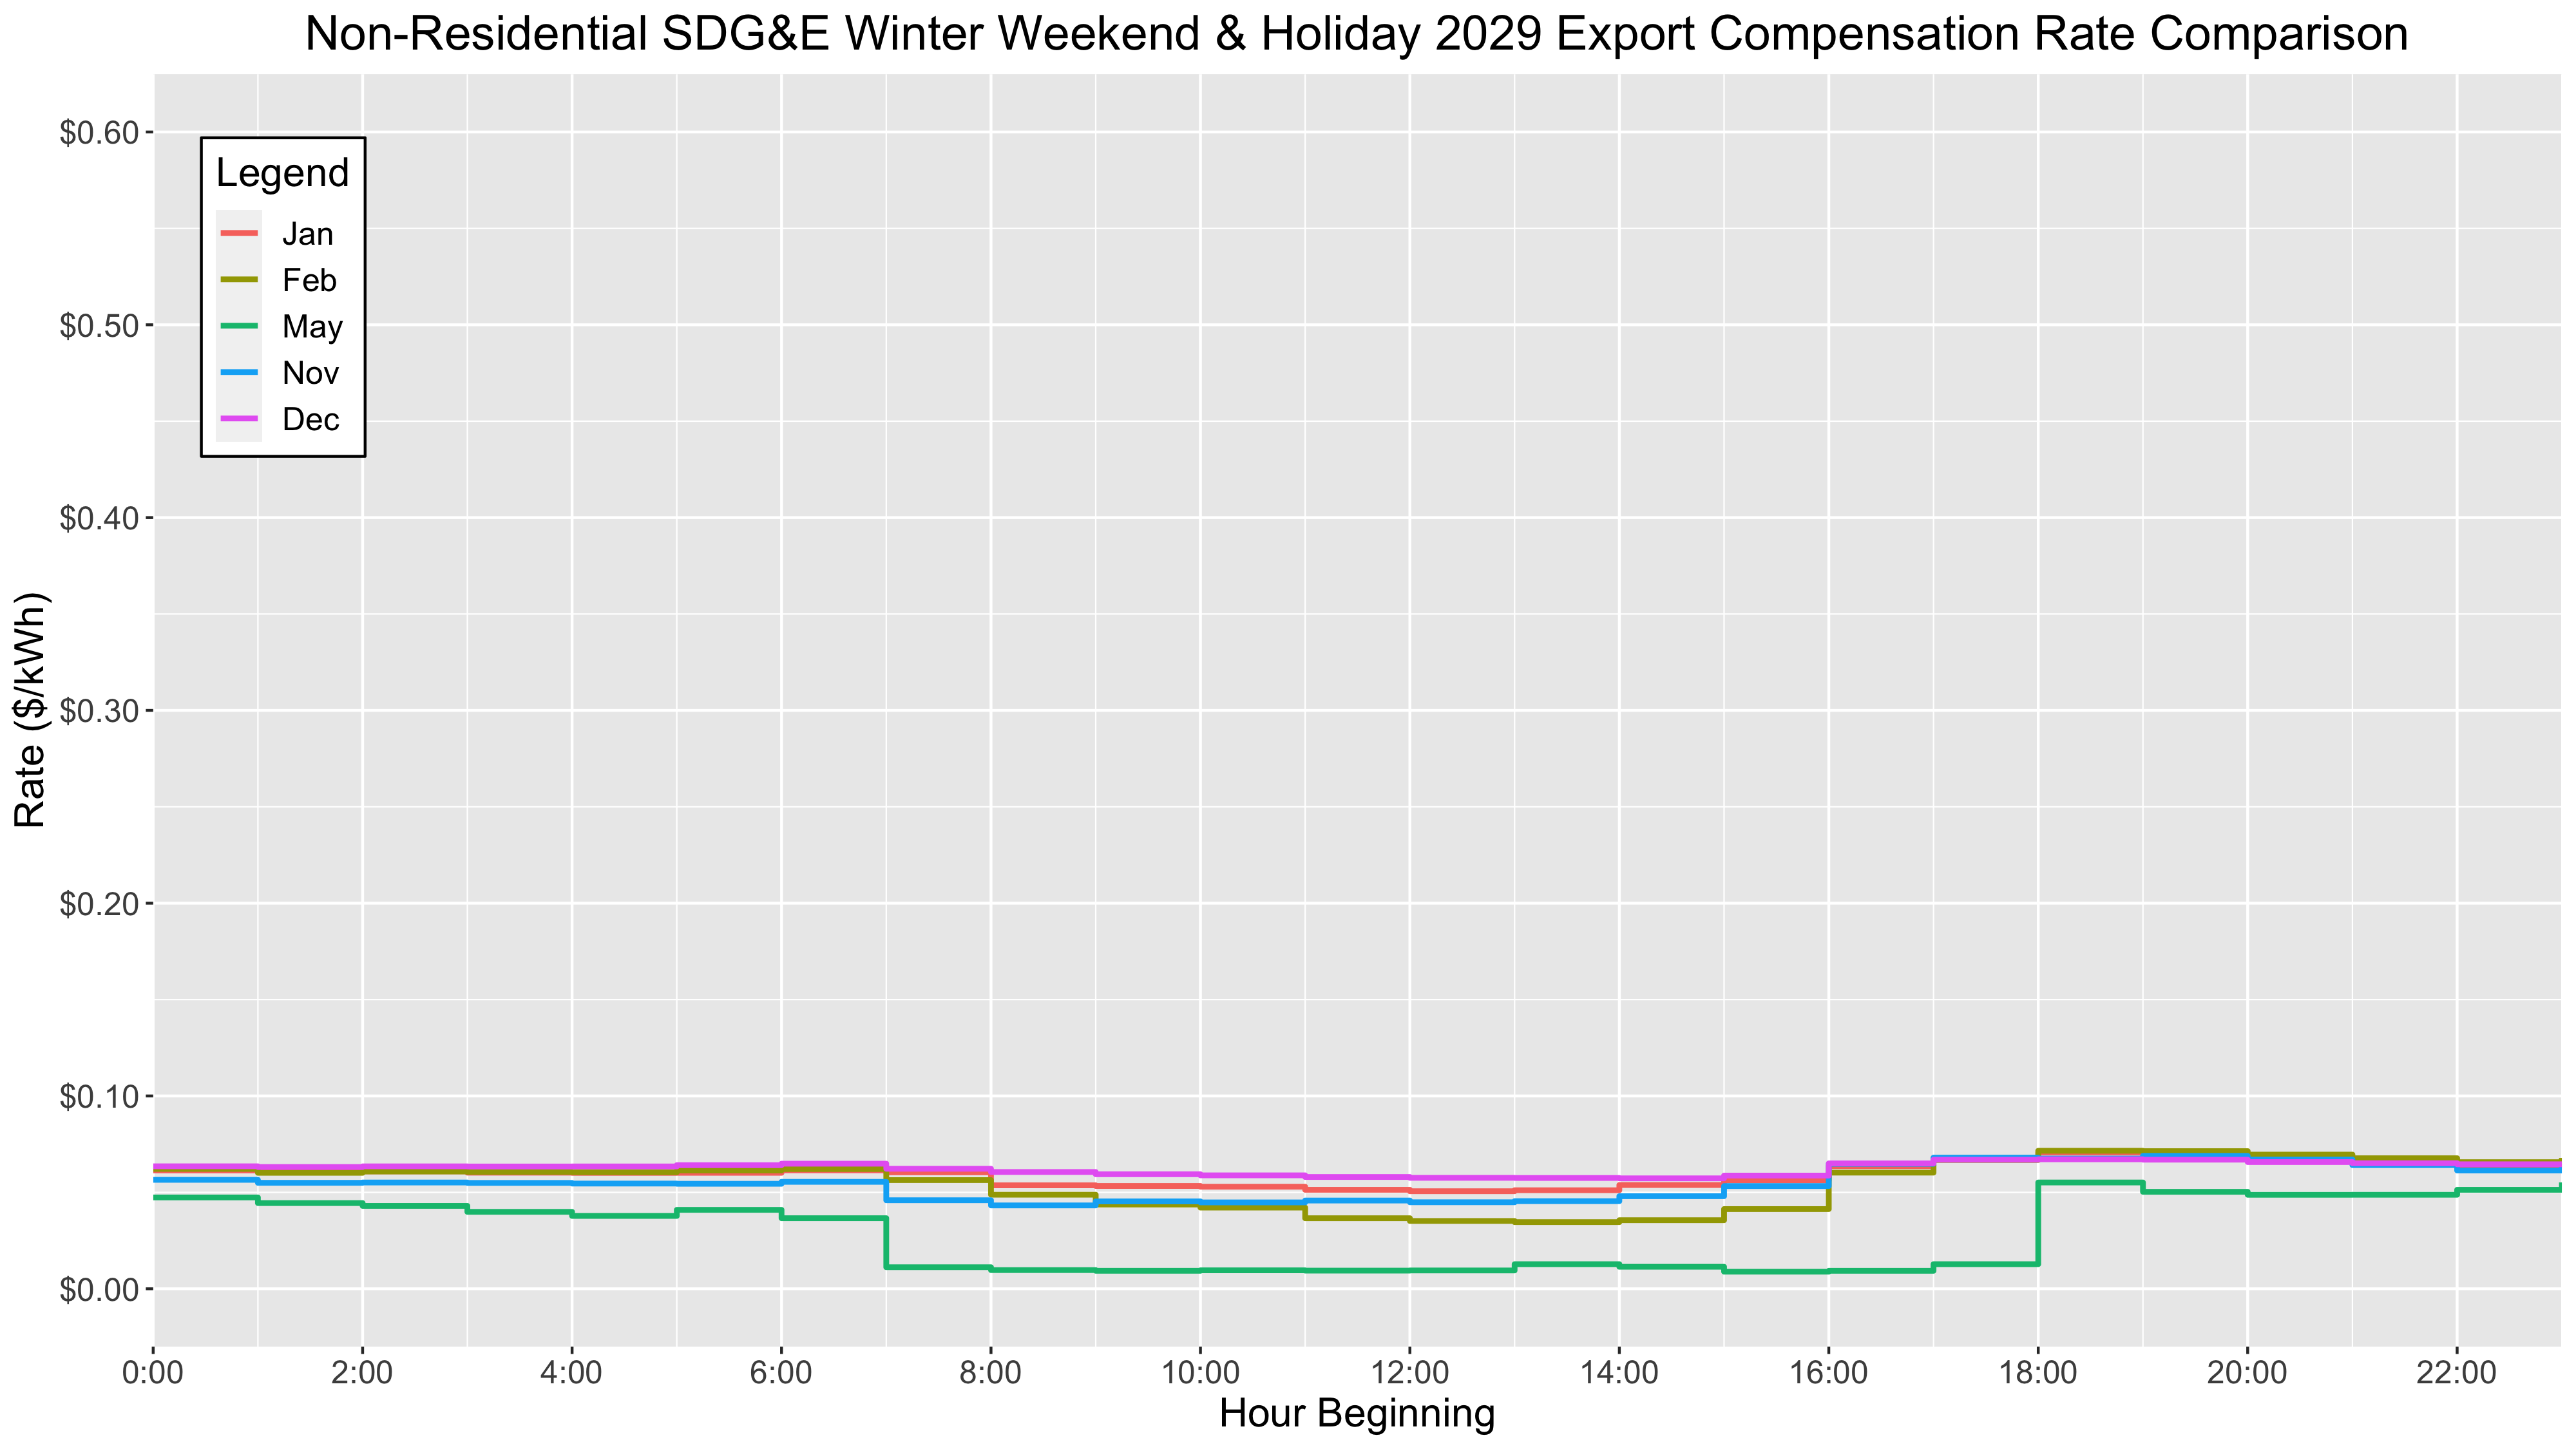 Non-Residential SDG&E Winter Weekend & Holiday 2029 Export Compensation Rate Comparison
Legend
Jan
Feb
May
Nov
Dec
Rate ($/kWh)
$0.60
$0.50
$0.40
$0.30
$0.20
$0.10
$0.00
0:00 2:00 4:00 6:00 8:00 10:00 12:00 14:00 16:00 18:00 20:00 22:00
Hour Beginning